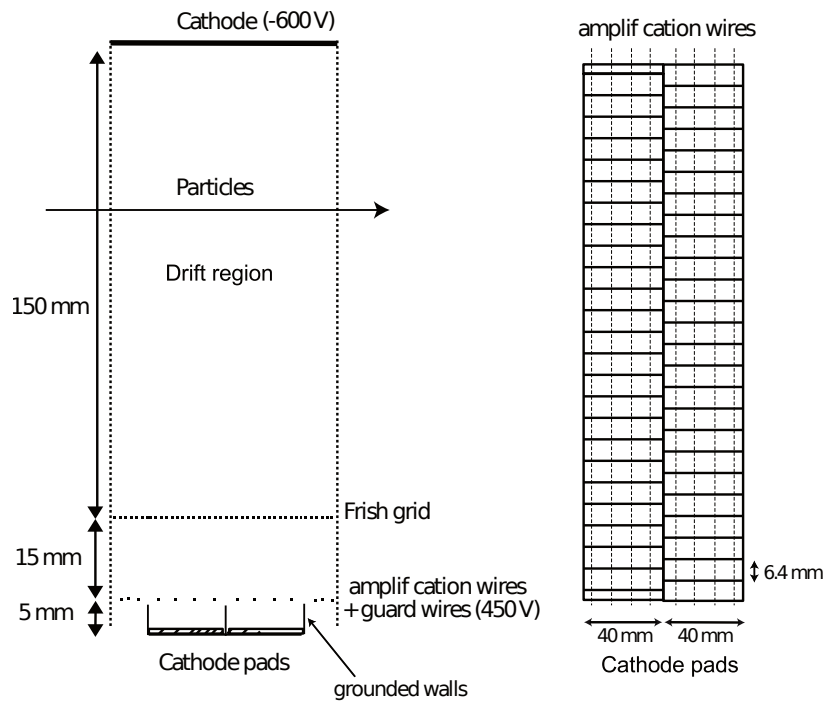 Cathode (-600 V)
Particles
Drift region
150 mm
Frish grid
15 mm
amplif cation wires
+ guard wires (450 V)
5 mm
Cathode pads
grounded walls
amplif cation wires
6.4 mm
40 mm
40 mm
Cathode pads